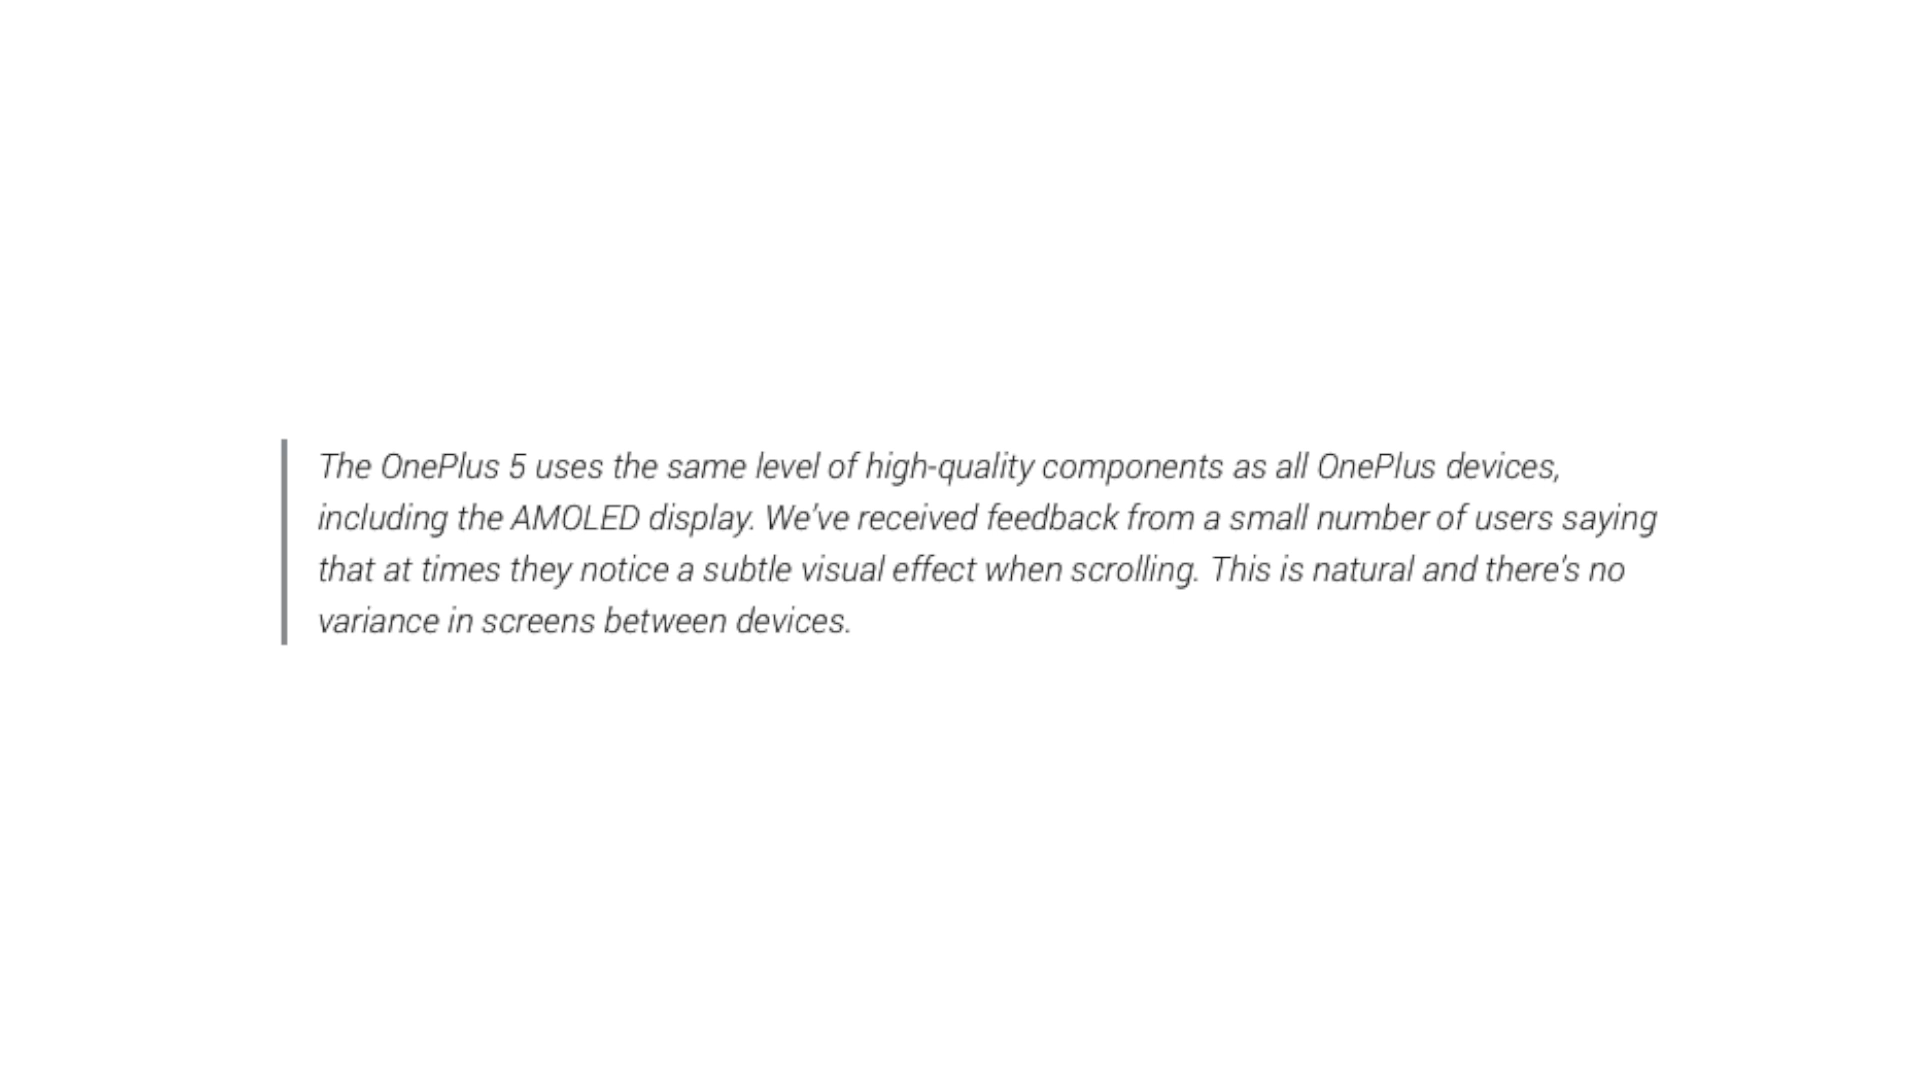 The OnePlus 5 uses the same level of high-quality components as all OnePlus devices,
including the AMOLED display. We've received feedback from a small number of users saying
that at times they notice a subtle visual effect when scrolling. This is natural and there's no
variance in screens between devices.